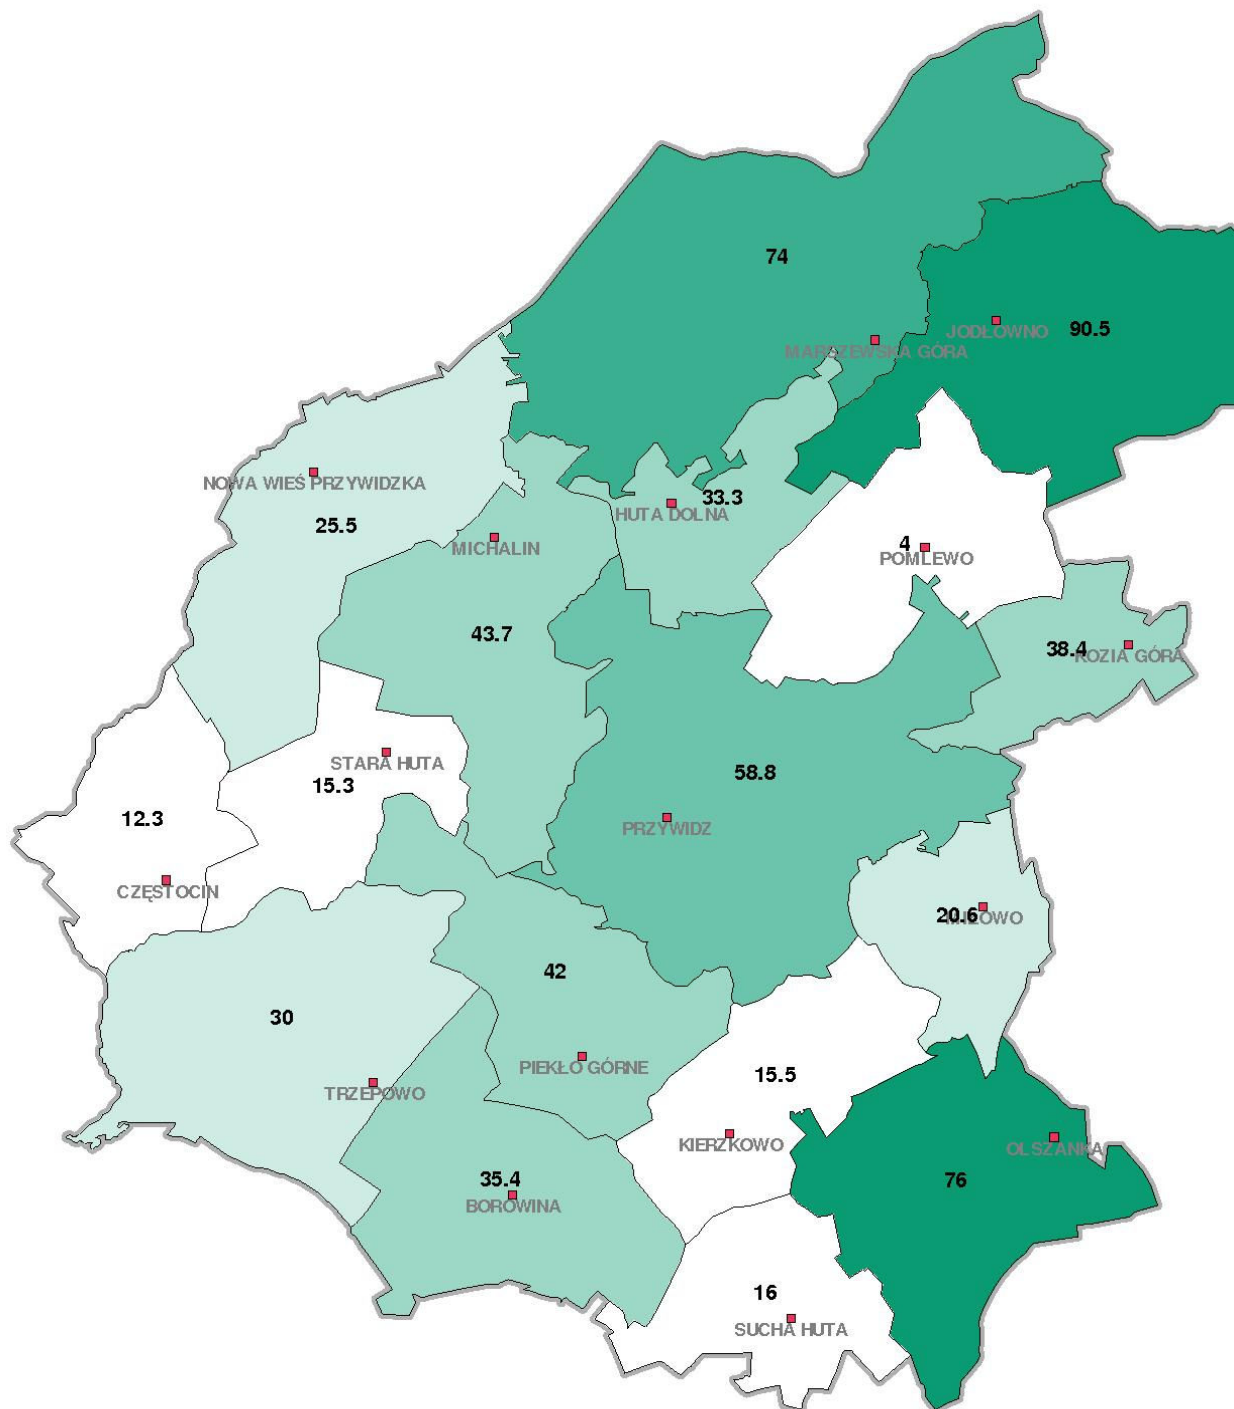 74
JODŁOWNO
90.5
MARSZEWSKA GÓRA
NOWA WIEŚ PRZYWIDZKA
25.5
33.3
HUTA DOLNA
MICHALIN
4
POMLEWO
43.7
38.4
KOZIA GÓRA
STARA HUTA
15.3
58.8
12.3
PRZYWIDZ
CZĘSTOCIN
20.6
42
30
PIEKŁO GÓRNE
15.5
TRZEPOWO
KIERZKOWO
OLSZANKA
35.4
76
BOROWINA
16
SUCHA HUTA